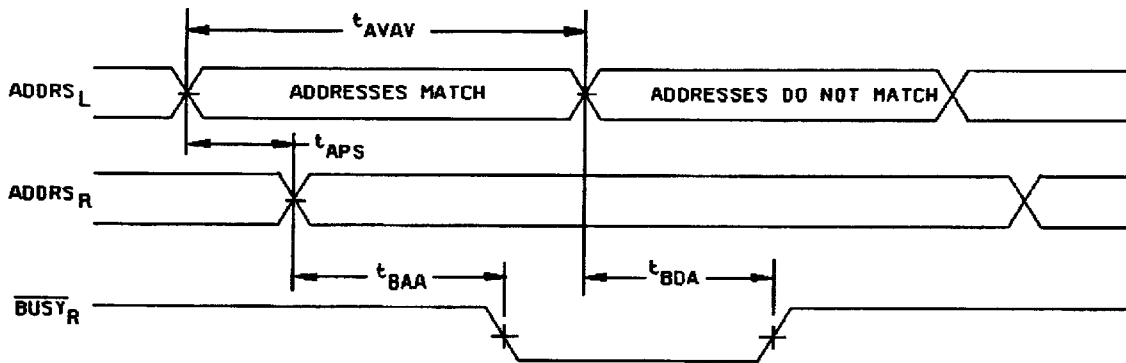 tAVAV
ADDRSL
ADDRESSES MATCH
ADDRESSES DO NOT MATCH
tAPS
ADDRSR
tBAA
tBDA
BUSYR